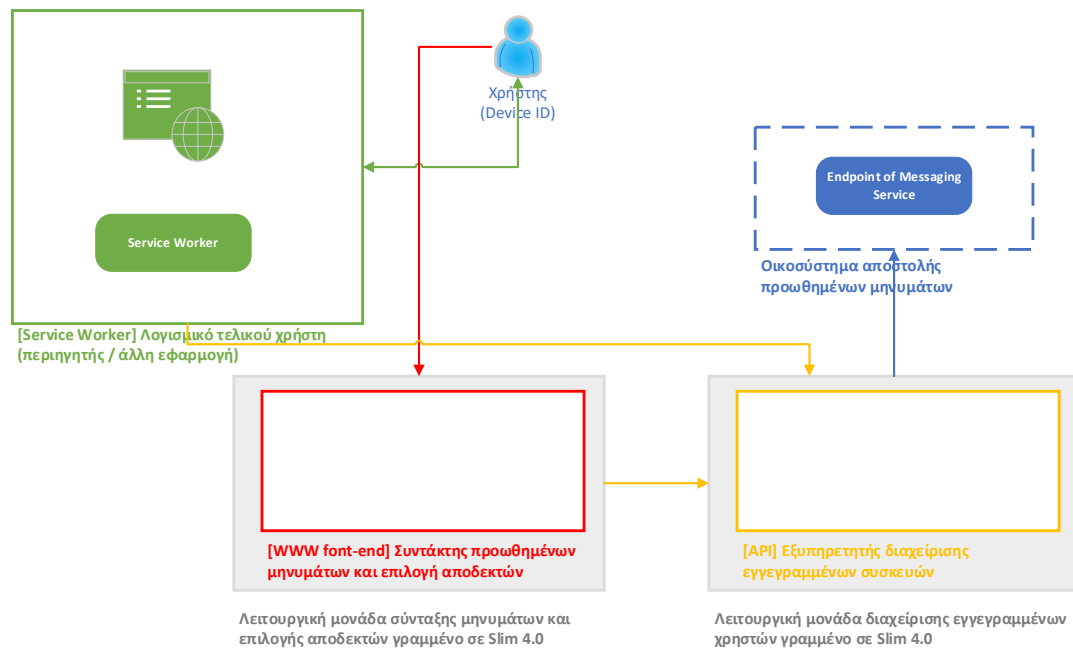 Χρήστης
(Device ID)
Endpoint of Messaging
Service
Service Worker
Οικοσύστημα αποστολής
προωθημένων μηνυμάτων
[Service Worker] Λογισμικό τελικού χρήστη
(περιηγητής / άλλη εφαρμογή)
[WWW font-end] Συντάκτης προωθημένων
μηνυμάτων και επιλογή αποδεκτών
[API] Εξυπηρετητής διαχείρισης
εγγεγραμμένων συσκευών
Λειτουργική μονάδα σύνταξης μηνυμάτων και
επιλογής αποδεκτών γραμμένο σε Slim 4.0
Λειτουργική μονάδα διαχείρισης εγγεγραμμένων
χρηστών γραμμένο σε Slim 4.0